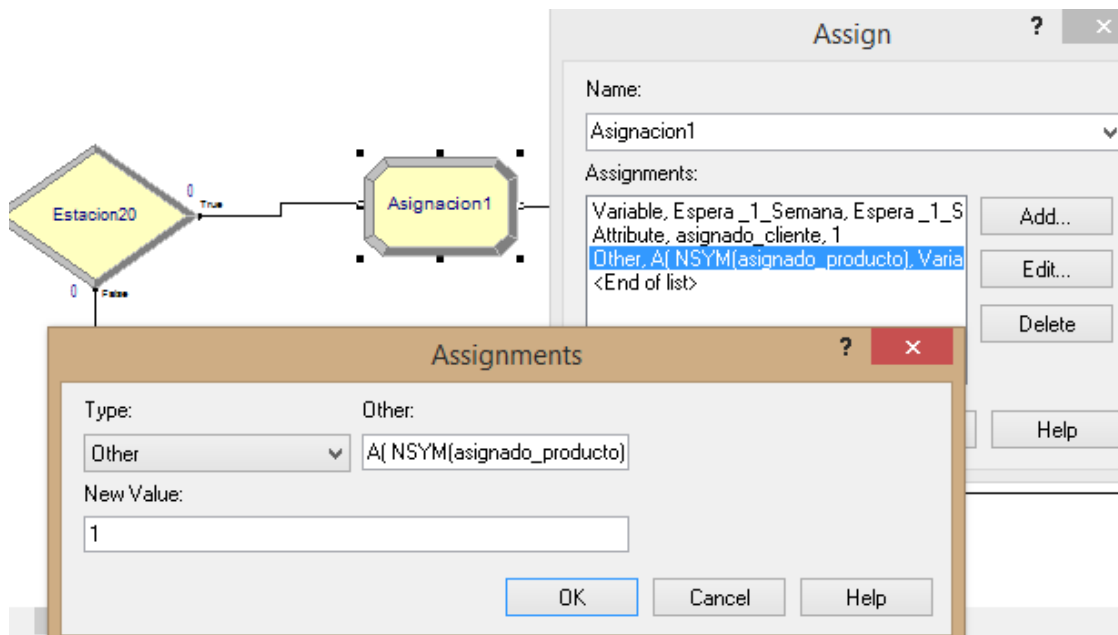 Assign
?
×
Name:
Asignacion1
Assignments:
Variable, Espera _1_Semana, Espera _1_S
Attribute, asignado_cliente, 1
Other, A( NSYM(asignado_producto), Varia
<End of list>
Add...
Edit...
Delete
Help
Estacion20
0
True
0
False
Asignacion1
Assignments
?
×
Type:
Other:
Other
A( NSYM(asignado_producto)
New Value:
1
OK
Cancel
Help